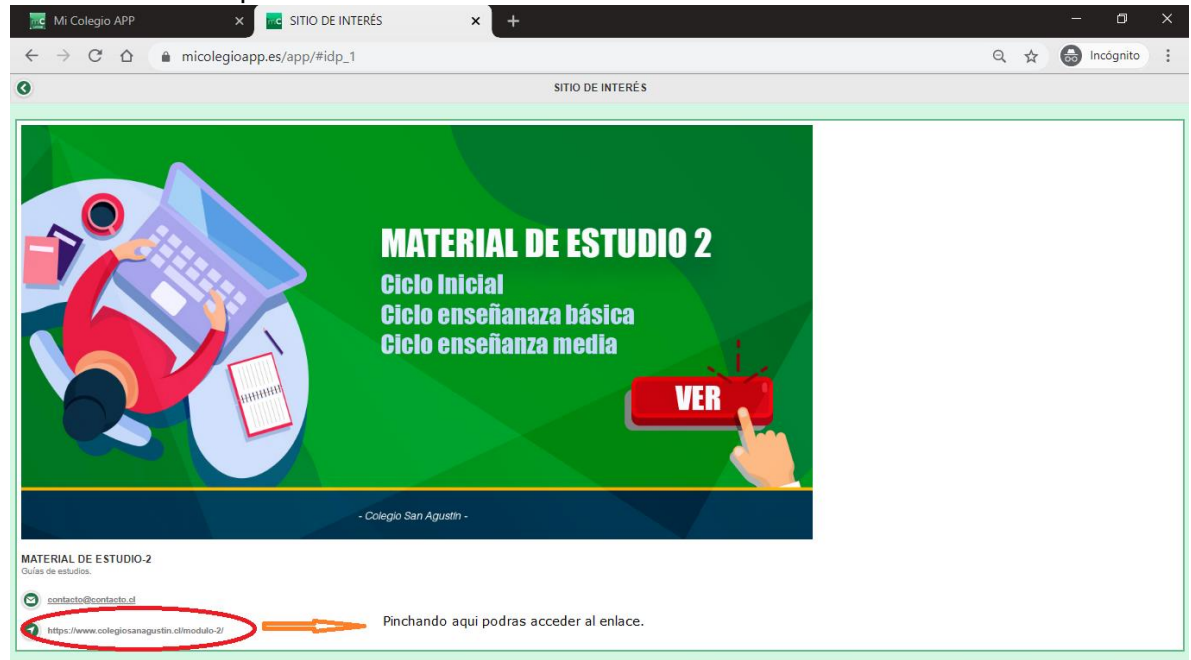 Mi Colegio APP
SITIO DE INTERÉS
micolegioapp.es/app/#idp_1
Incógnito
SITIO DE INTERÉS
MATERIAL DE ESTUDIO 2
Ciclo Inicial
Ciclo enseñanaza básica
Ciclo enseñanza media
VER
- Colegio San Agustín -
MATERIAL DE ESTUDIO-2
Guías de estudios.
contacto@contacto.cl
https://www.colegiosanagustin.cl/modulo-2/
Pinchando aqui podras acceder al enlace.